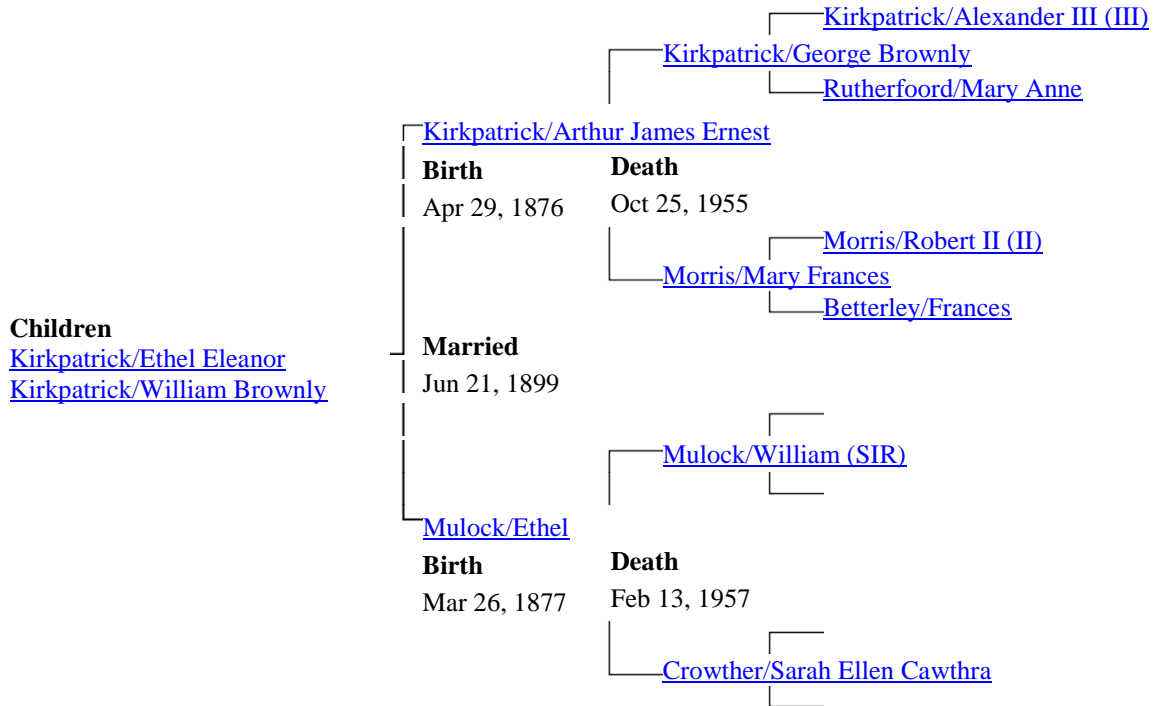 Kirkpatrick/Alexander III (III)
Kirkpatrick/George Brownly
Rutherfoord/Mary Anne
Kirkpatrick/Arthur James Ernest
Birth Death
Apr 29, 1876 Oct 25, 1955
Morris/Robert II (II)
Morris/Mary Frances
Betterley/Frances
Children
Kirkpatrick/Ethel Eleanor
Kirkpatrick/William Brownly
Married
Jun 21, 1899
Mulock/William (SIR)
Mulock/Ethel
Birth Death
Mar 26, 1877 Feb 13, 1957
Crowther/Sarah Ellen Cawthra